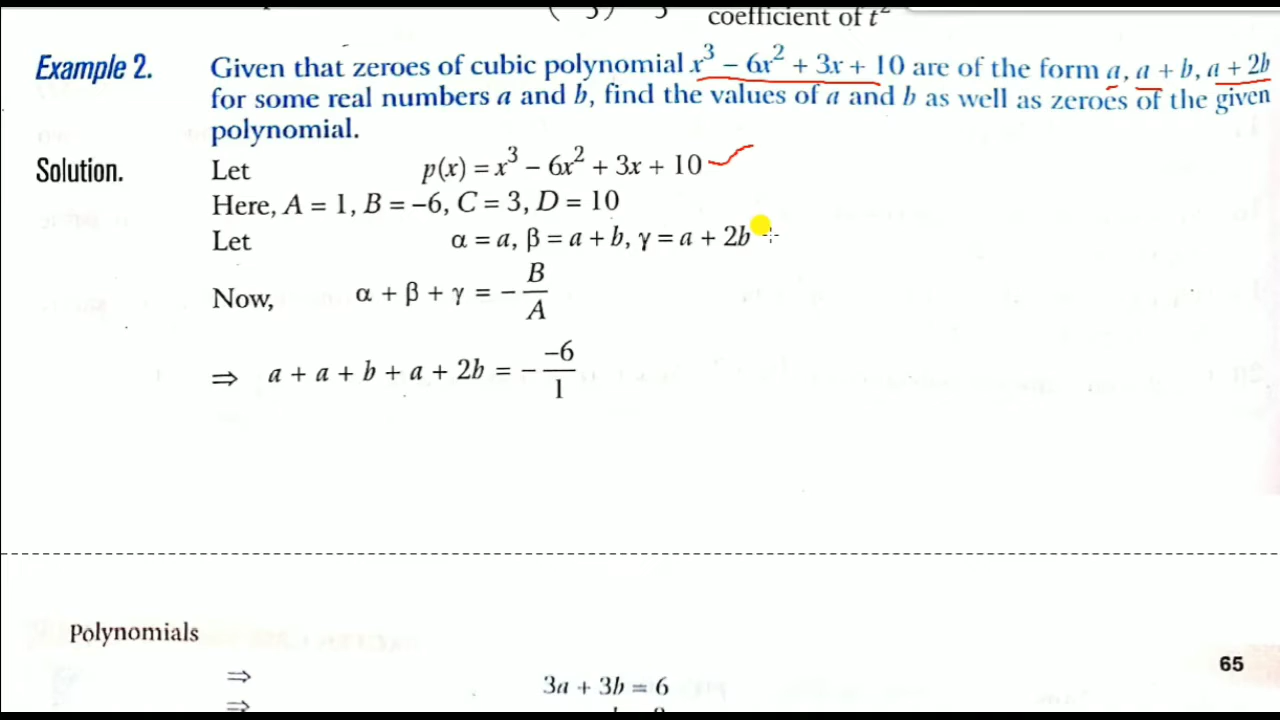 coefficient of t²
Example 2. Given that zeroes of cubic polynomial x³ − 6x² + 3x + 10 are of the form a, a + b, a + 2b
for some real numbers a and b, find the values of a and b as well as zeroes of the given
polynomial.
Solution. Let p(x) = x³ − 6x² + 3x + 10
Here, A = 1, B = −6, C = 3, D = 10
Let α = a, β = a + b, γ = a + 2b
Now, α + β + γ = − B/A
⇒ a + a + b + a + 2b = − −6/1
Polynomials
65
⇒ 3a + 3b = 6
⇒